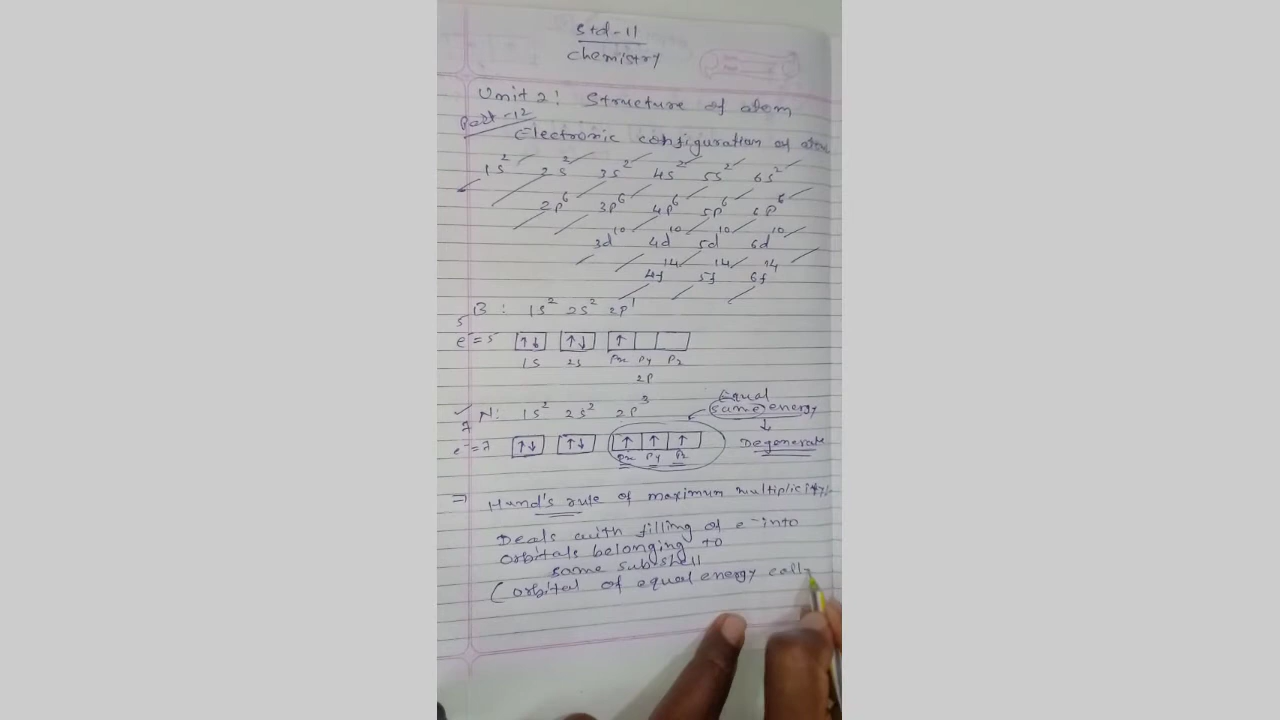 Std-11
Chemistry
Unit 2: Structure of atom
Part-12
Electronic configuration of atom
1s² 2s² 3s² 4s² 5s² 6s²
2p⁶ 3p⁶ 4p⁶ 5p⁶ 6p⁶
3d¹⁰ 4d¹⁰ 5d¹⁰ 6d¹⁰
4f¹⁴ 5f¹⁴ 6f¹⁴
₅B: 1s² 2s² 2p¹
e⁻=5 ↑↓ ↑↓ ↑
1s 2s Px Py Pz
2p
Equal
✓ ₇N: 1s² 2s² 2p³ (same) energy
↓
e⁻=7 ↑↓ ↑↓ ↑ ↑ ↑ Degenerate
Px Py Pz
⇒ Hund's rule of maximum multiplicity:
Deals with filling of e⁻ into
orbitals belonging to
same subshell
(orbital of equal energy call